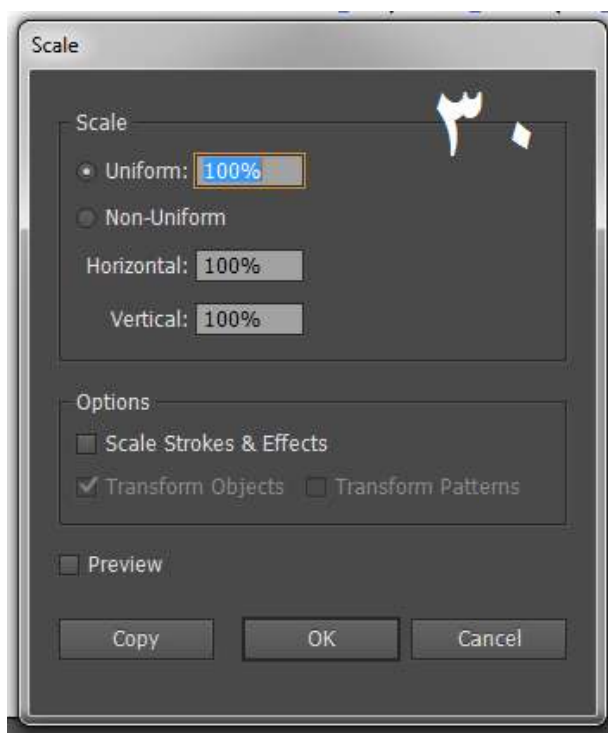 Scale
۳۰
Scale
Uniform: 100%
Non-Uniform
Horizontal: 100%
Vertical: 100%
Options
Scale Strokes & Effects
Transform Objects Transform Patterns
Preview
Copy OK Cancel